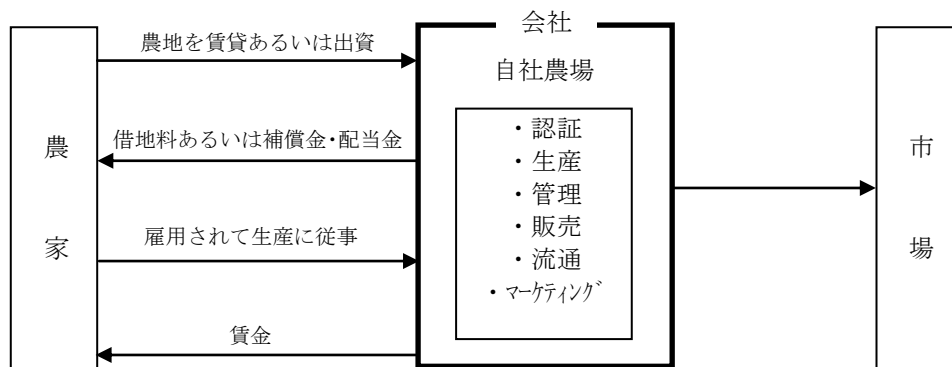 会社
農地を賃貸あるいは出資
自社農場
農家
借地料あるいは補償金・配当金
・認証
・生産
・管理
・販売
・流通
・ﾏｰｹﾃｨﾝｸﾞ
雇用されて生産に従事
賃金
市場